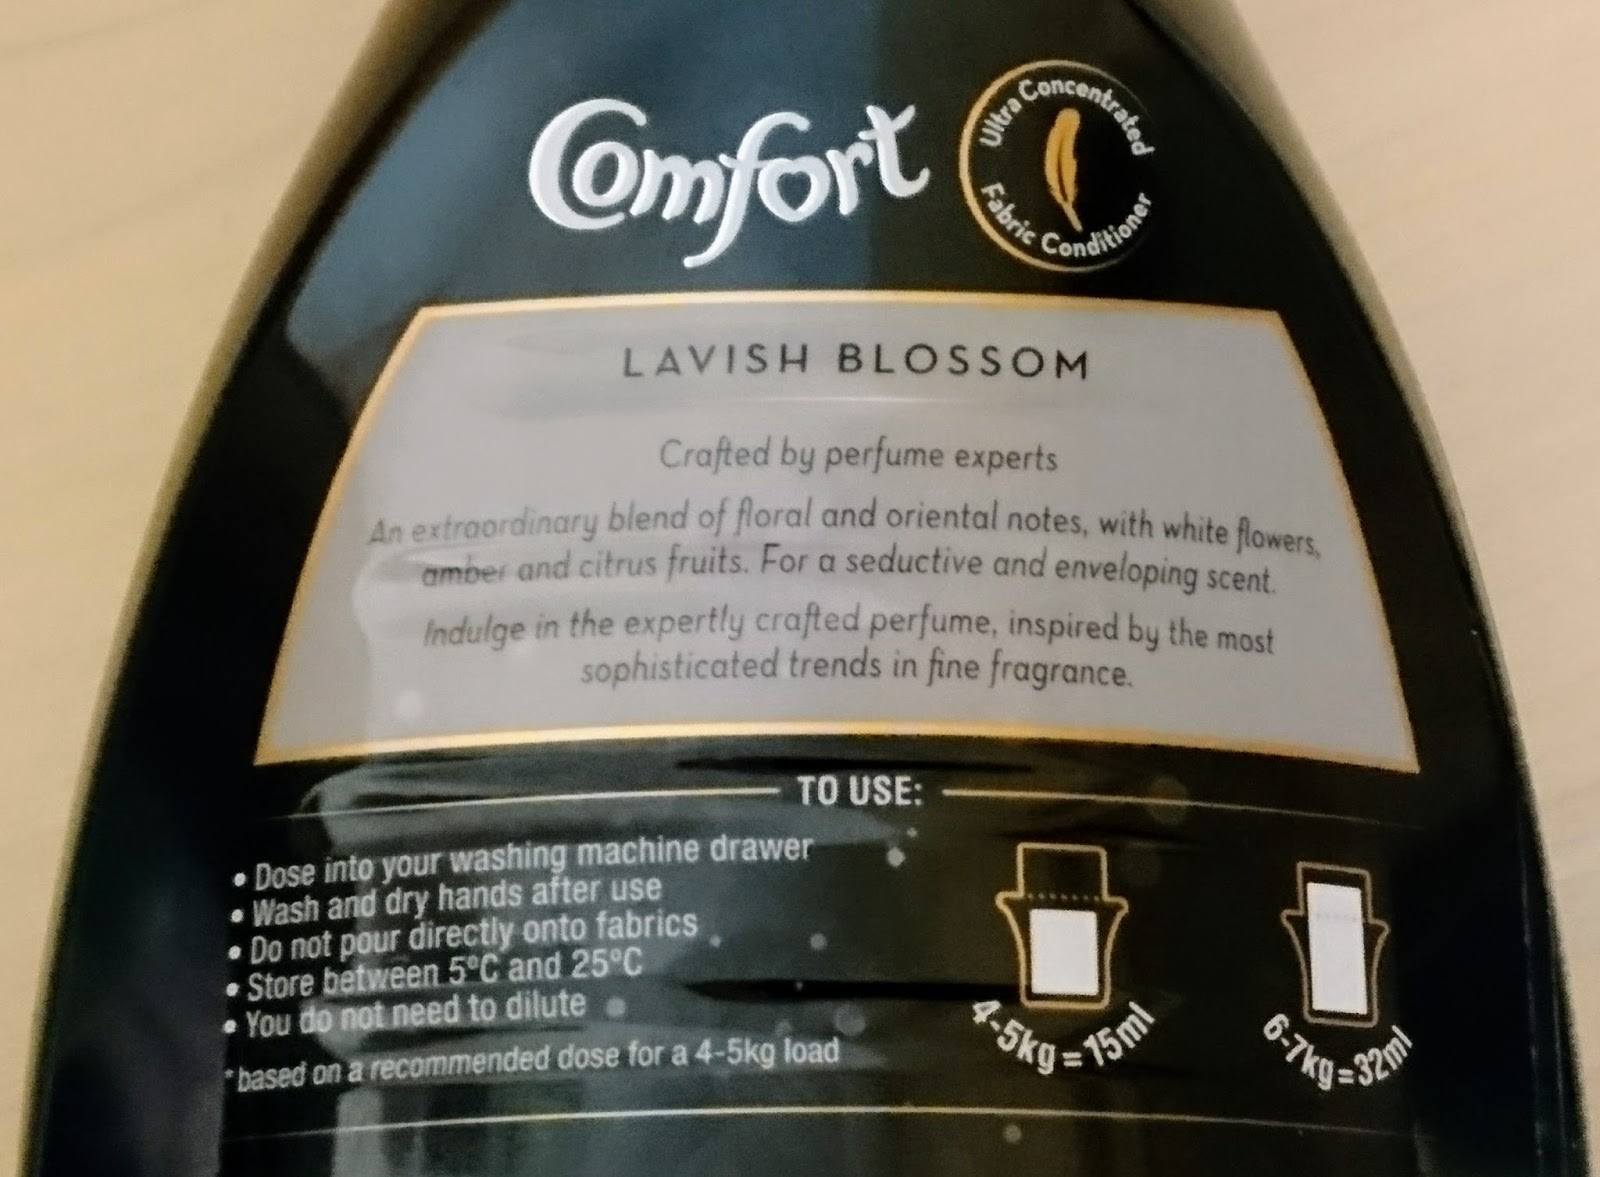 Comfort
Ultra Concentrated
Fabric Conditioner
LAVISH BLOSSOM
Crafted by perfume experts
An extraordinary blend of floral and oriental notes, with white flowers,
amber and citrus fruits. For a seductive and enveloping scent.
Indulge in the expertly crafted perfume, inspired by the most
sophisticated trends in fine fragrance.
TO USE:
• Dose into your washing machine drawer
• Wash and dry hands after use
• Do not pour directly onto fabrics
• Store between 5°C and 25°C
• You do not need to dilute
*based on a recommended dose for a 4-5kg load
4-5kg = 15ml
6-7kg=32ml